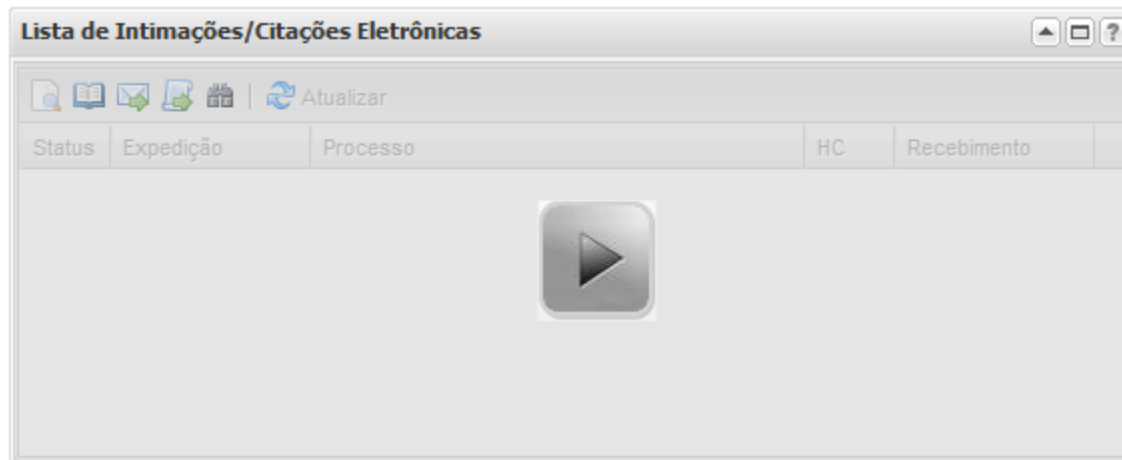 Lista de Intimações/Citações Eletrônicas ?
Atualizar
Status Expedição Processo HC Recebimento